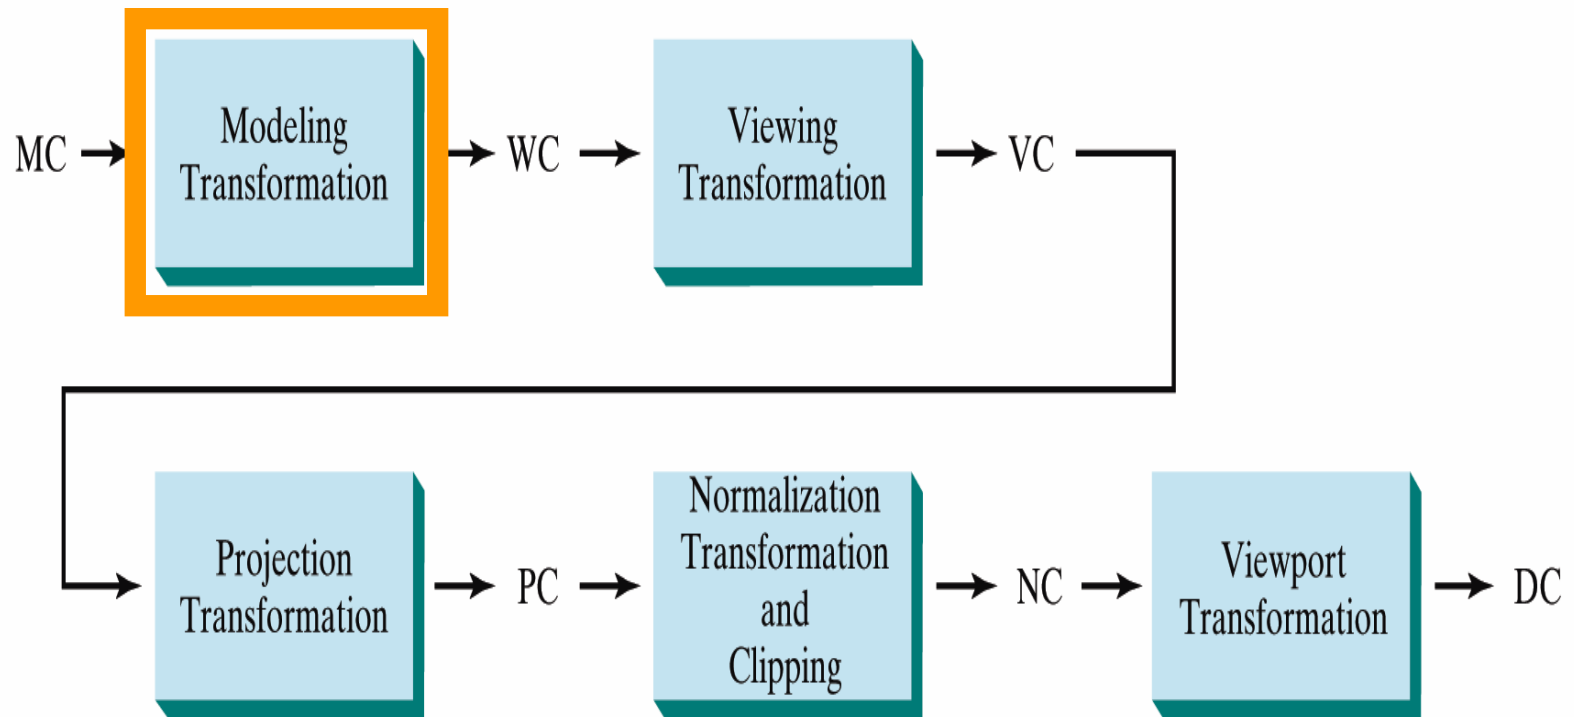 MC
Modeling
Transformation
WC
Viewing
Transformation
VC
Projection
Transformation
PC
Normalization
Transformation
and
Clipping
NC
Viewport
Transformation
DC